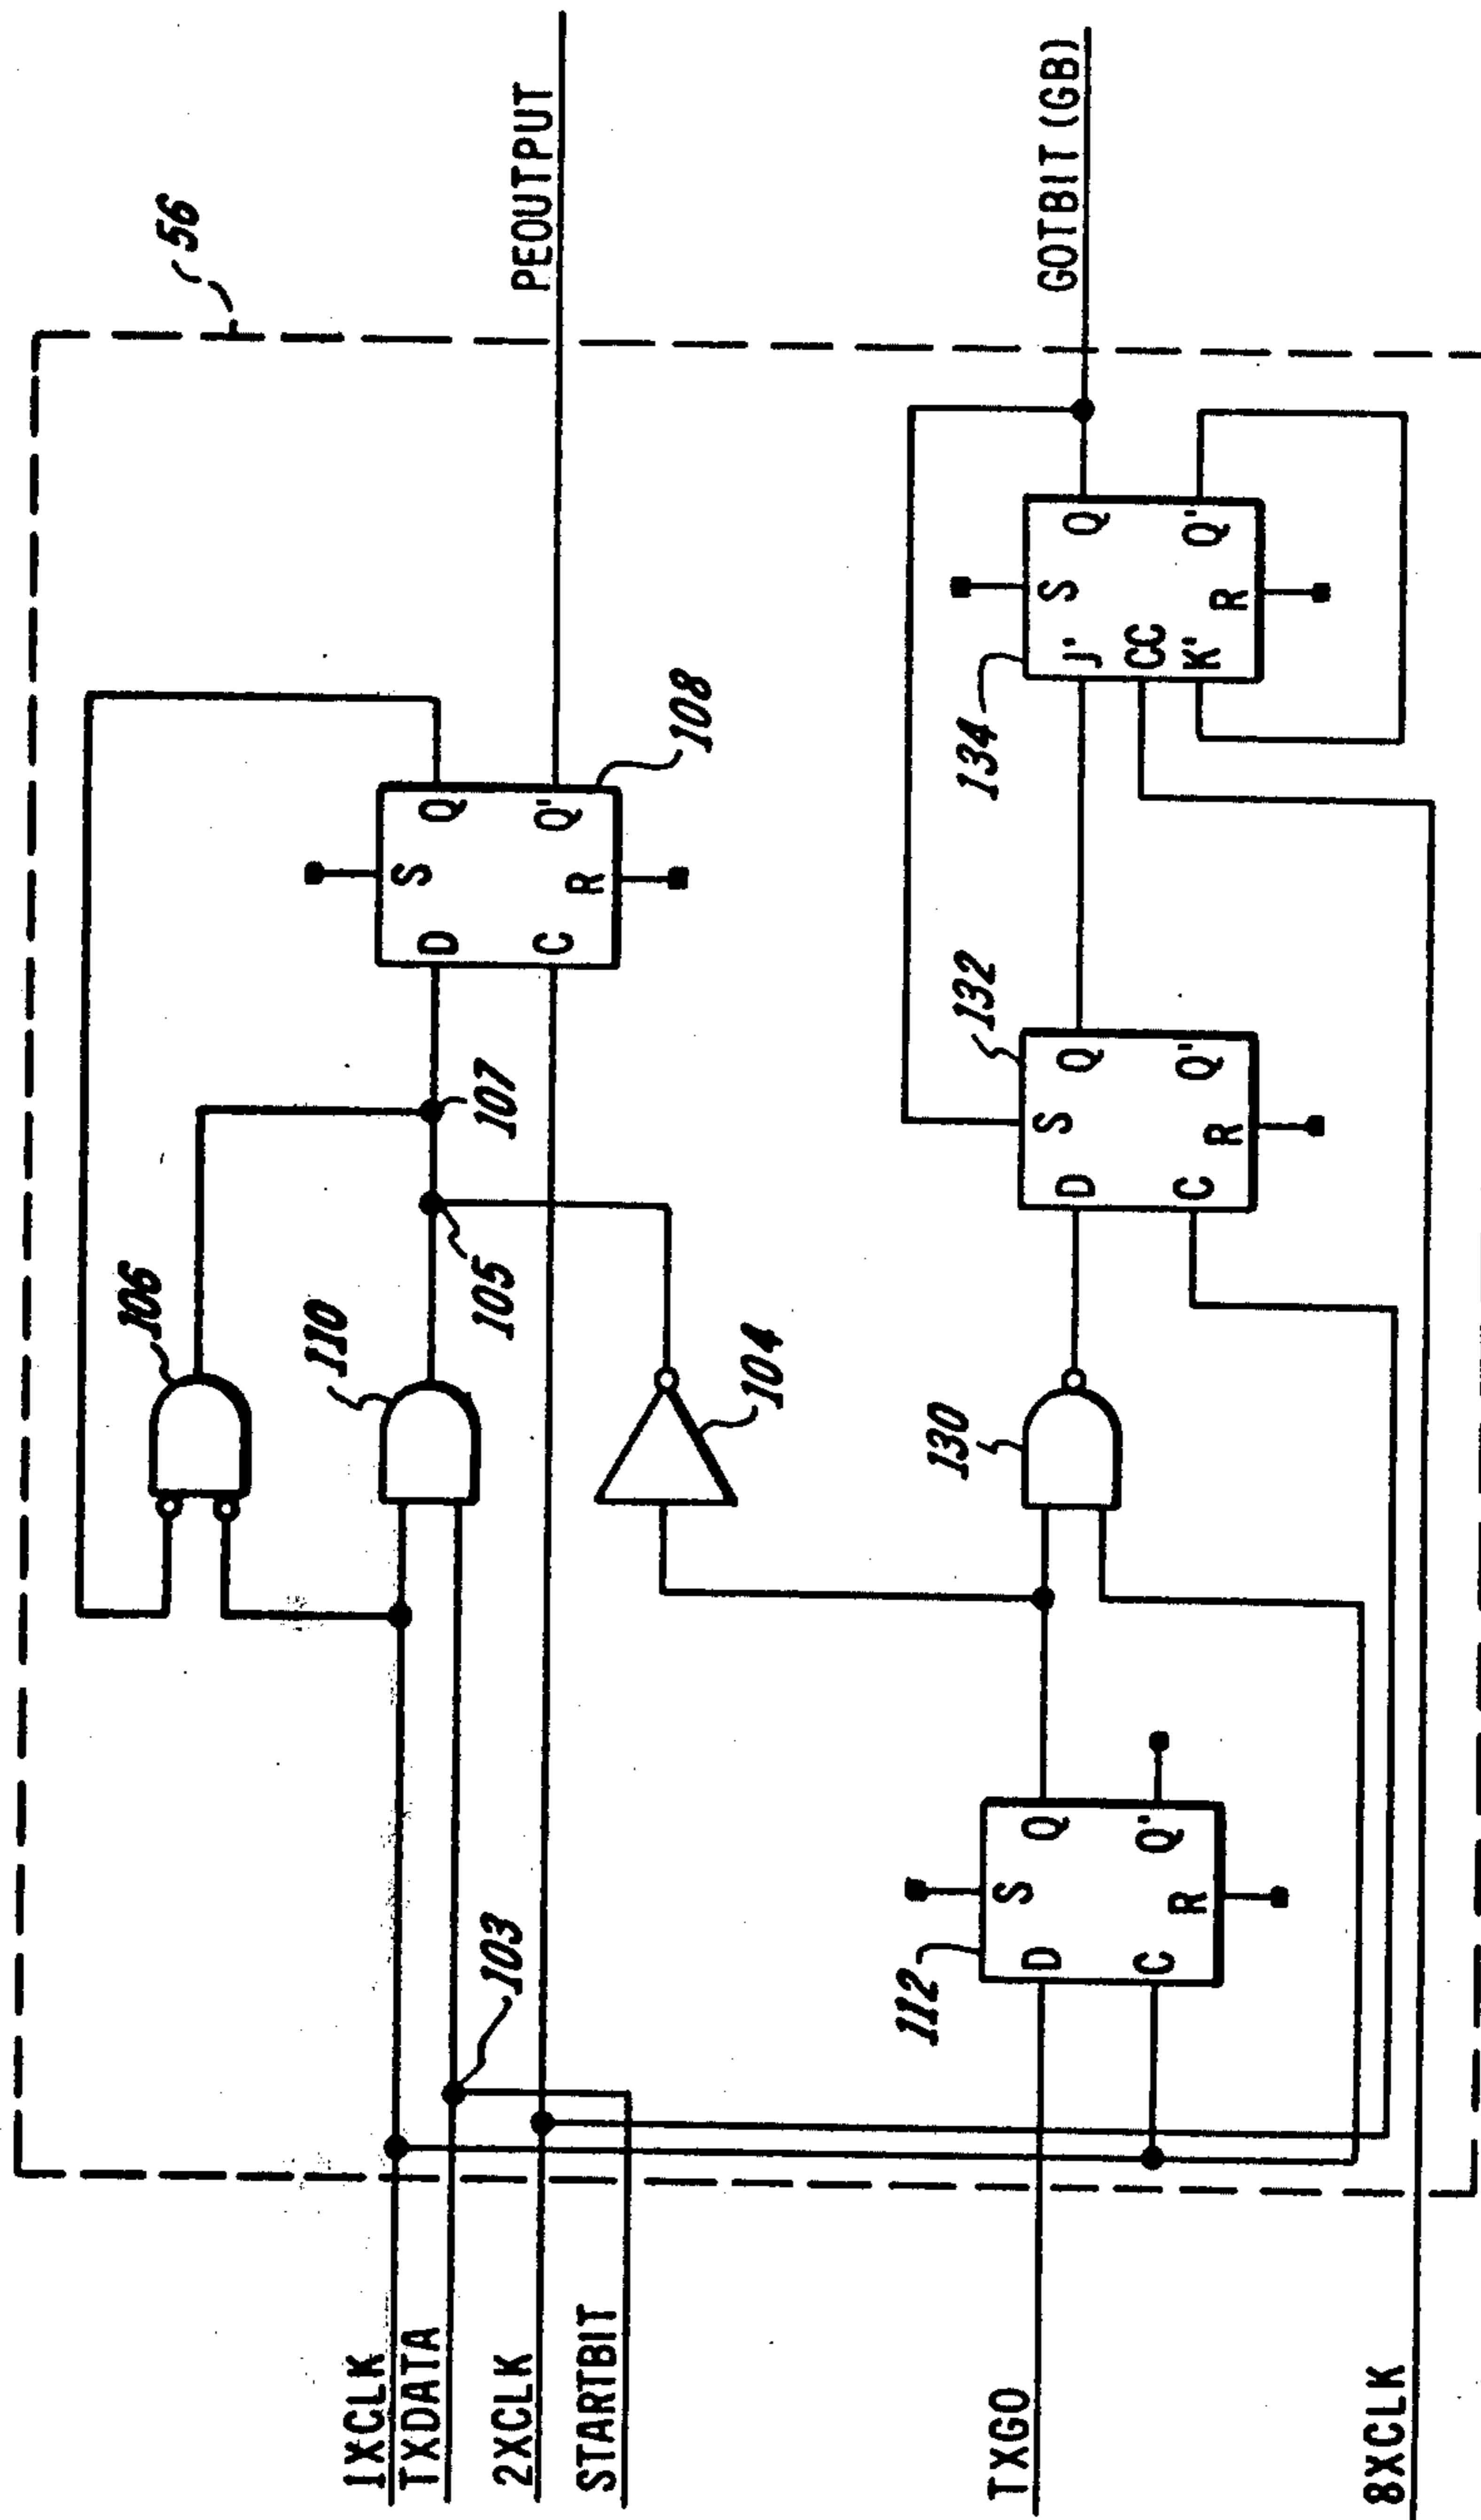 56
PEOUTPUT
GOTBIT (GB)
106
110
105
107
104
103
108
D S Q
C R Q'
112
D S Q
C R Q'
130
132
D S Q
C R Q'
134
J' S Q
CC
K' R Q'
1XCLK
TXDATA
2XCLK
STARTBIT
TXGO
8XCLK